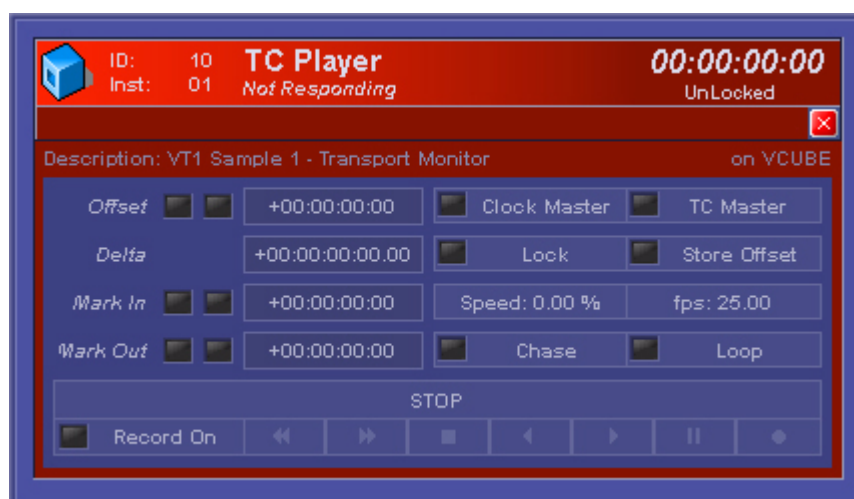 ID: 10 TC Player 00:00:00:00
Inst: 01 Not Responding UnLocked
Description: VT1 Sample 1 - Transport Monitor on VCUBE
Offset +00:00:00:00 Clock Master TC Master
Delta +00:00:00:00.00 Lock Store Offset
Mark In +00:00:00:00 Speed: 0.00 % fps: 25.00
Mark Out +00:00:00:00 Chase Loop
STOP
Record On